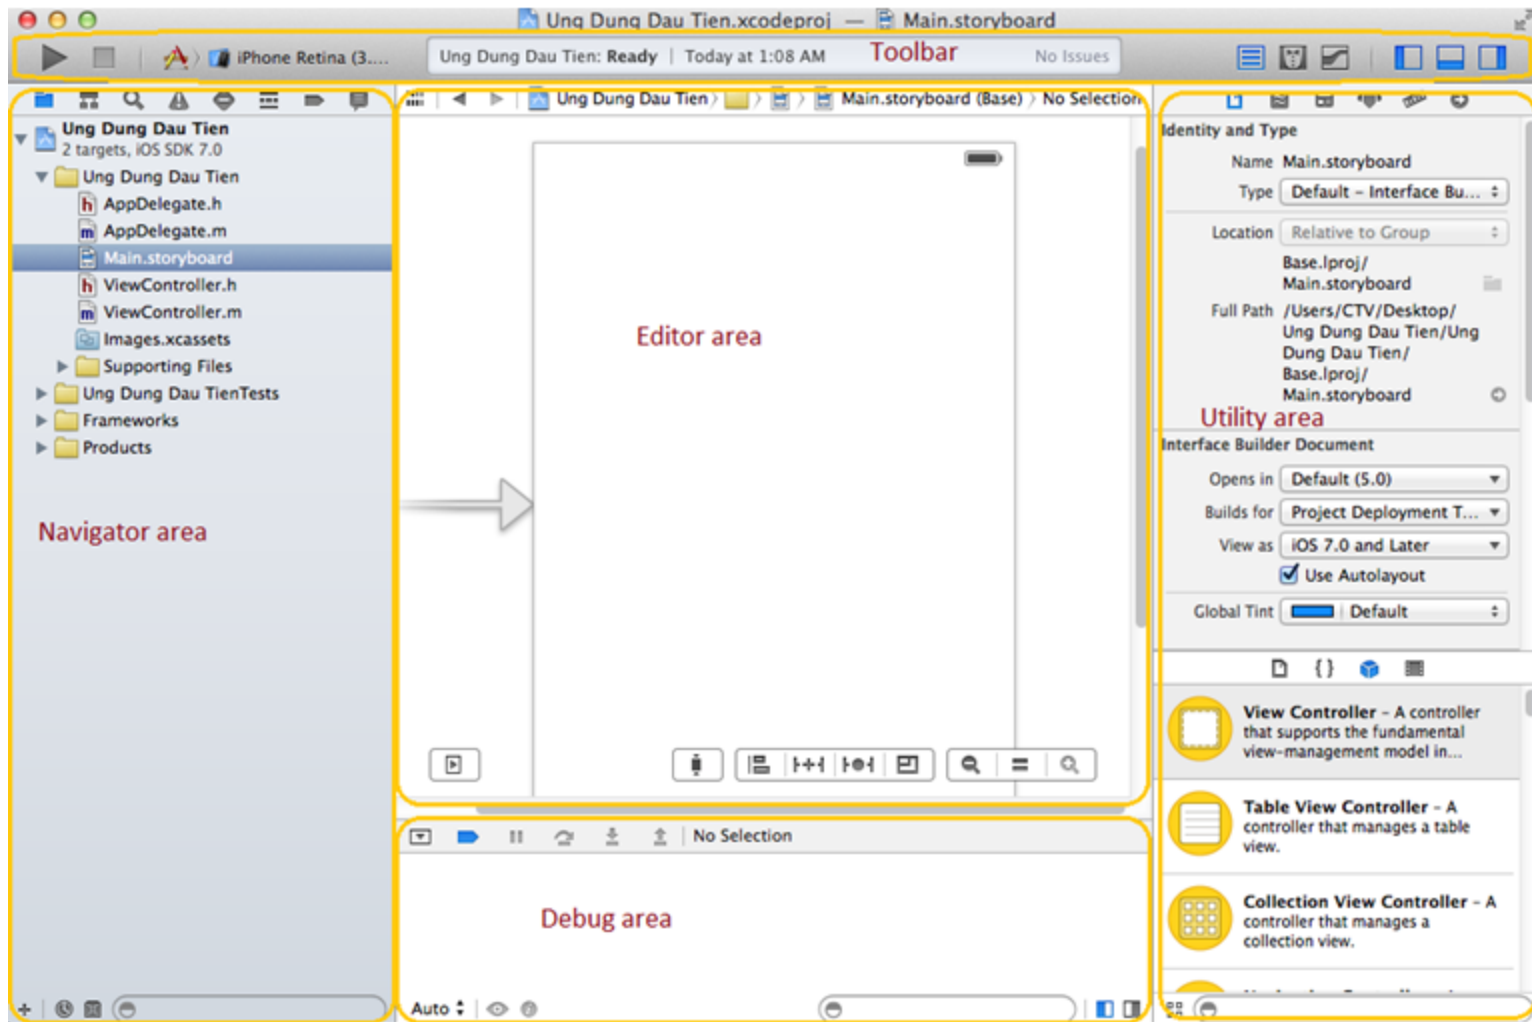 Ung Dung Dau Tien.xcodeproj — Main.storyboard
iPhone Retina (3....
Ung Dung Dau Tien: Ready | Today at 1:08 AM
Toolbar
No Issues
Ung Dung Dau Tien
2 targets, iOS SDK 7.0
Ung Dung Dau Tien
AppDelegate.h
AppDelegate.m
Main.storyboard
ViewController.h
ViewController.m
Images.xcassets
Supporting Files
Ung Dung Dau TienTests
Frameworks
Products
Navigator area
Ung Dung Dau Tien
Main.storyboard (Base)
No Selection
Editor area
No Selection
Debug area
Auto
Identity and Type
Name Main.storyboard
Type Default – Interface Bu...
Location Relative to Group
Base.lproj/
Main.storyboard
Full Path /Users/CTV/Desktop/
Ung Dung Dau Tien/Ung
Dung Dau Tien/
Base.lproj/
Main.storyboard
Utility area
Interface Builder Document
Opens in Default (5.0)
Builds for Project Deployment T...
View as iOS 7.0 and Later
Use Autolayout
Global Tint Default
View Controller – A controller
that supports the fundamental
view-management model in...
Table View Controller – A
controller that manages a table
view.
Collection View Controller – A
controller that manages a
collection view.